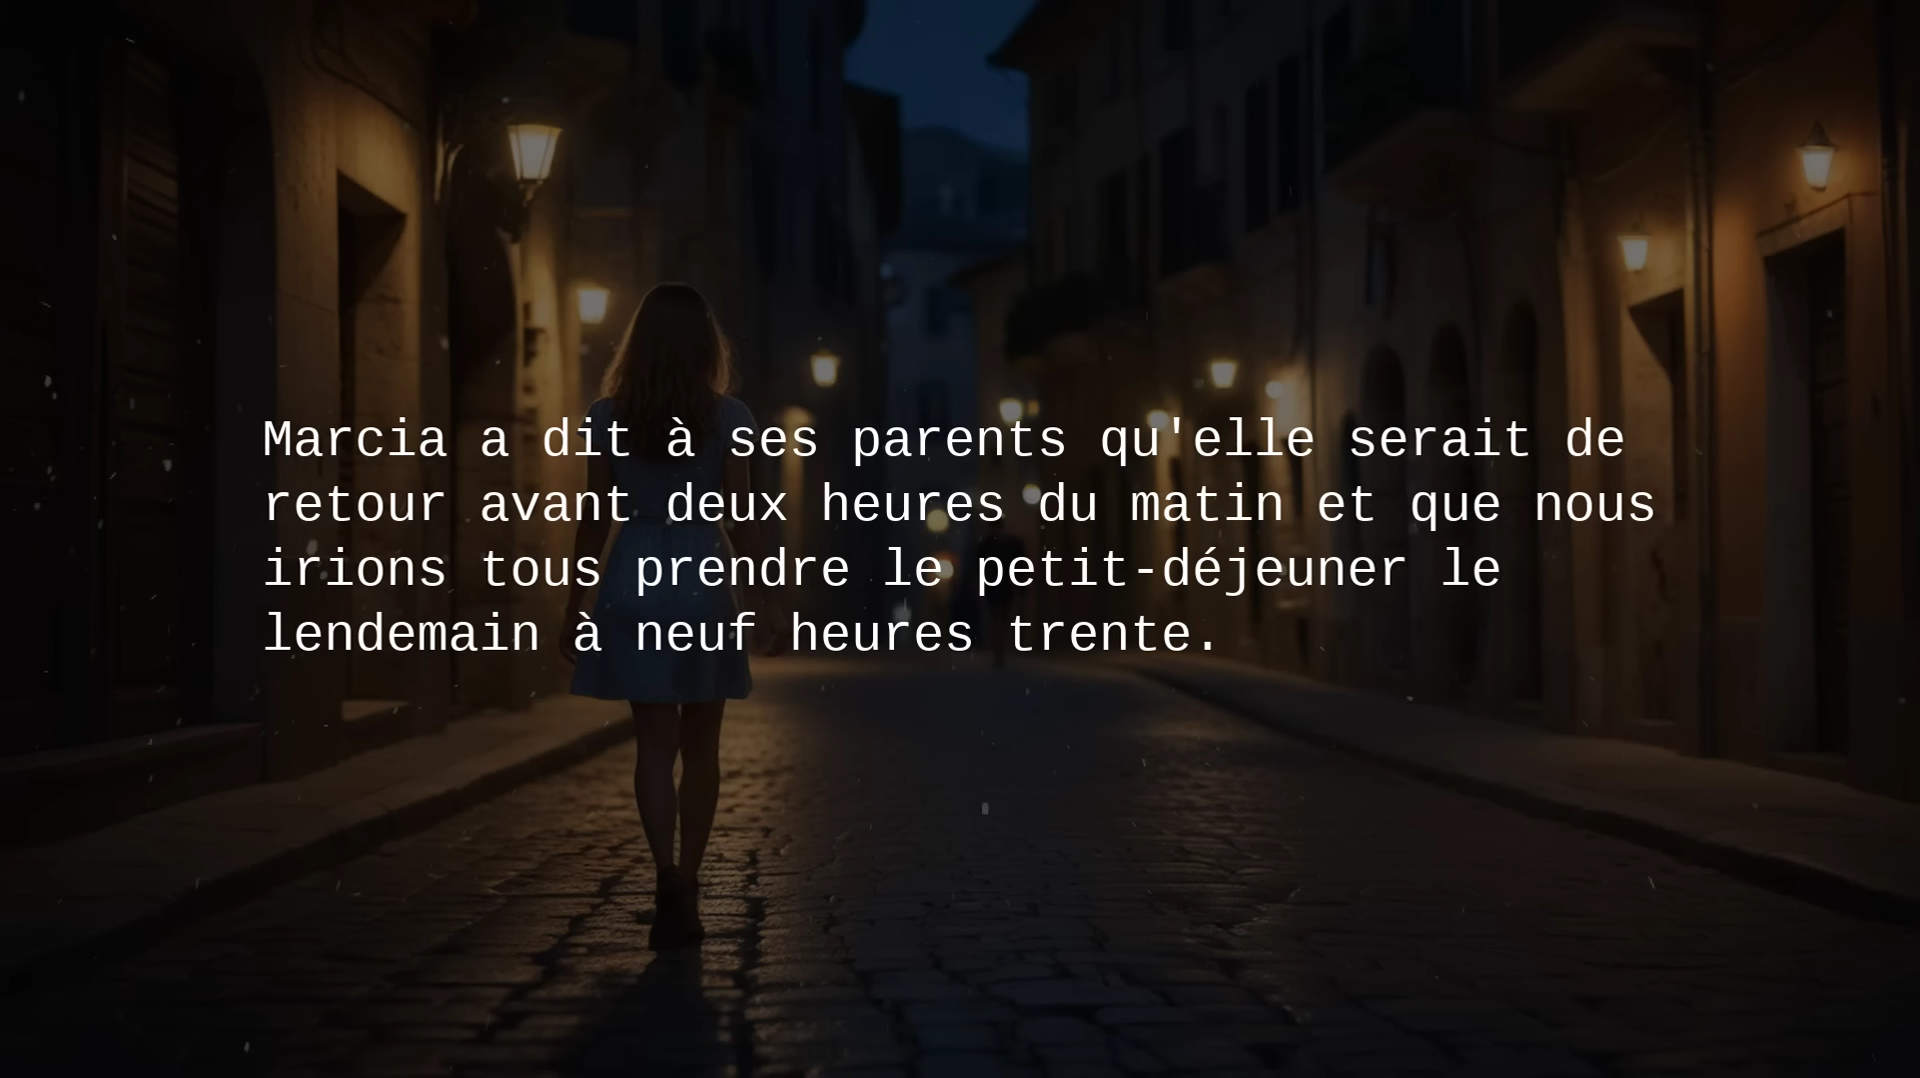 Marcia a dit à ses parents qu'elle serait de
retour avant deux heures du matin et que nous
irions tous prendre le petit-déjeuner le
lendemain à neuf heures trente.